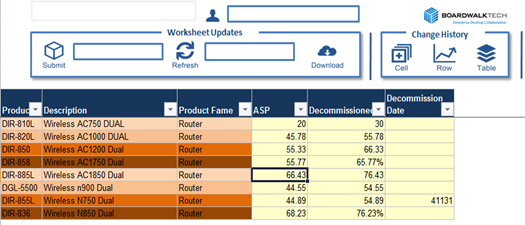 BOARDWALKTECH
Enterprise Desktop Collaboration
Worksheet Updates
Change History
Submit
Refresh
Download
Cell
Row
Table
Product Description Product Fame ASP Decommissioned Decommission Date
DIR-810L Wireless AC750 DUAL Router 20 30
DIR-820L Wireless AC1000 DUAL Router 45.78 55.78
DIR-850 Wireless AC1200 Dual Router 55.33 66.33
DIR-858 Wireless AC1750 Dual Router 55.77 65.77%
DIR-885L Wireless AC1850 Dual Router 66.43 76.43
DGL-5500 Wireless n900 Dual Router 44.55 54.55
DIR-855L Wireless N750 Dual Router 44.89 54.89 41131
DIR-836 Wireless N850 Dual Router 68.23 76.23%